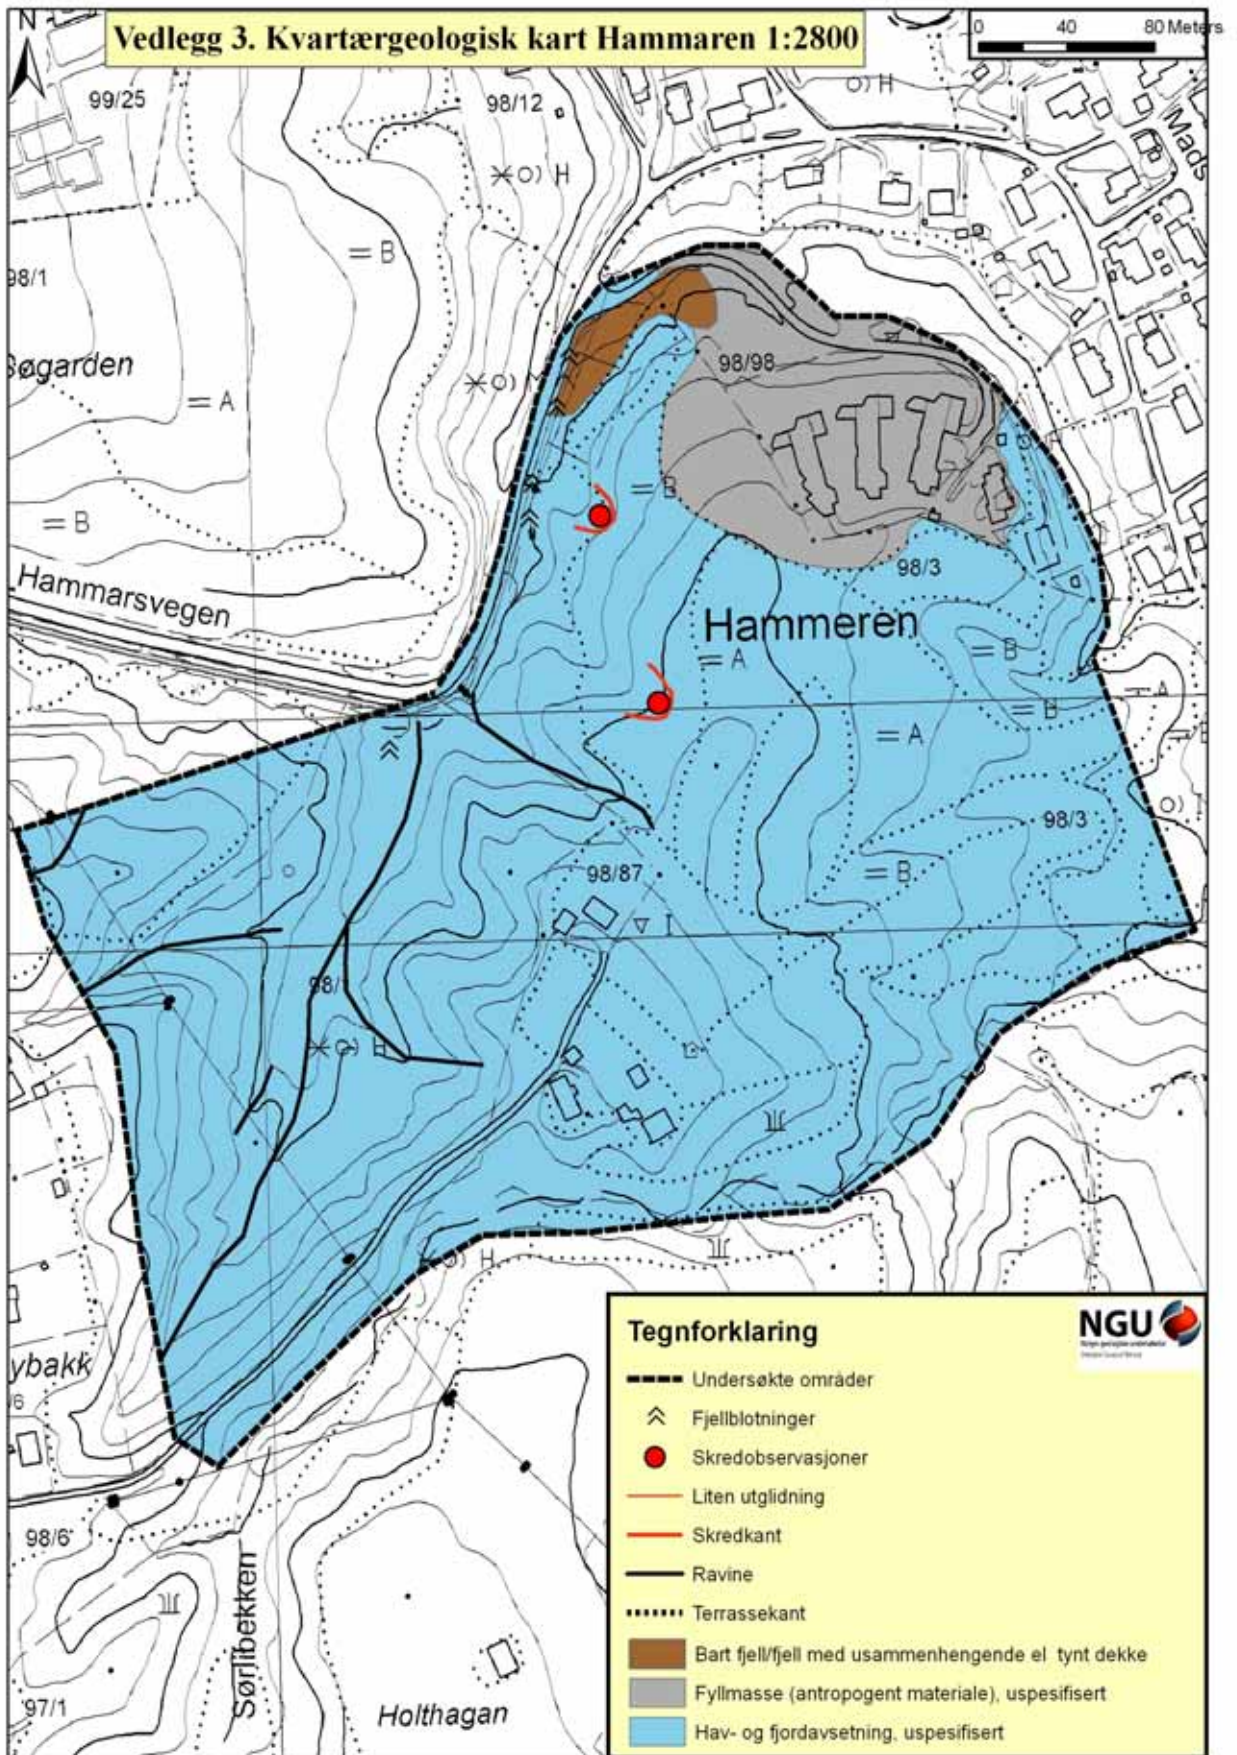 N
Vedlegg 3. Kvartærgeologisk kart Hammaren 1:2800
0 40 80 Meters
99/25
98/12
O) H
Mads
O) H
= B
98/1
98/98
= A
= B
= B
Hammarsvegen
98/3
Hammeren
= A
= B
= B
= A
98/3
98/87
= B
I
98/1
H
O) H
ybakk
98/6
Sørlibekken
97/1
Holthagan
Tegnforklaring
NGU
Undersøkte områder
Fjellblotninger
Skredobservasjoner
Liten utglidning
Skredkant
Ravine
Terrassekant
Bart fjell/fjell med usammenhengende el tynt dekke
Fyllmasse (antropogent materiale), uspesifisert
Hav- og fjordavsetning, uspesifisert